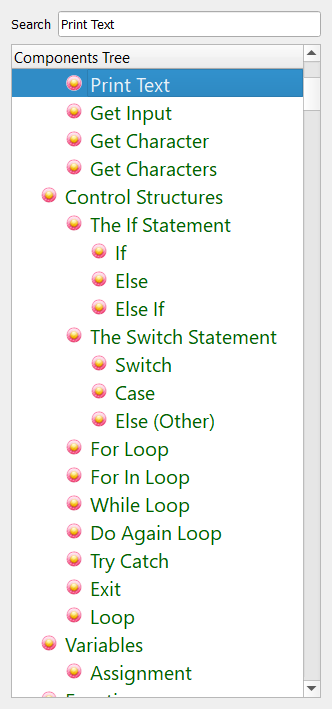 Search Print Text
Components Tree
Print Text
Get Input
Get Character
Get Characters
Control Structures
The If Statement
If
Else
Else If
The Switch Statement
Switch
Case
Else (Other)
For Loop
For In Loop
While Loop
Do Again Loop
Try Catch
Exit
Loop
Variables
Assignment